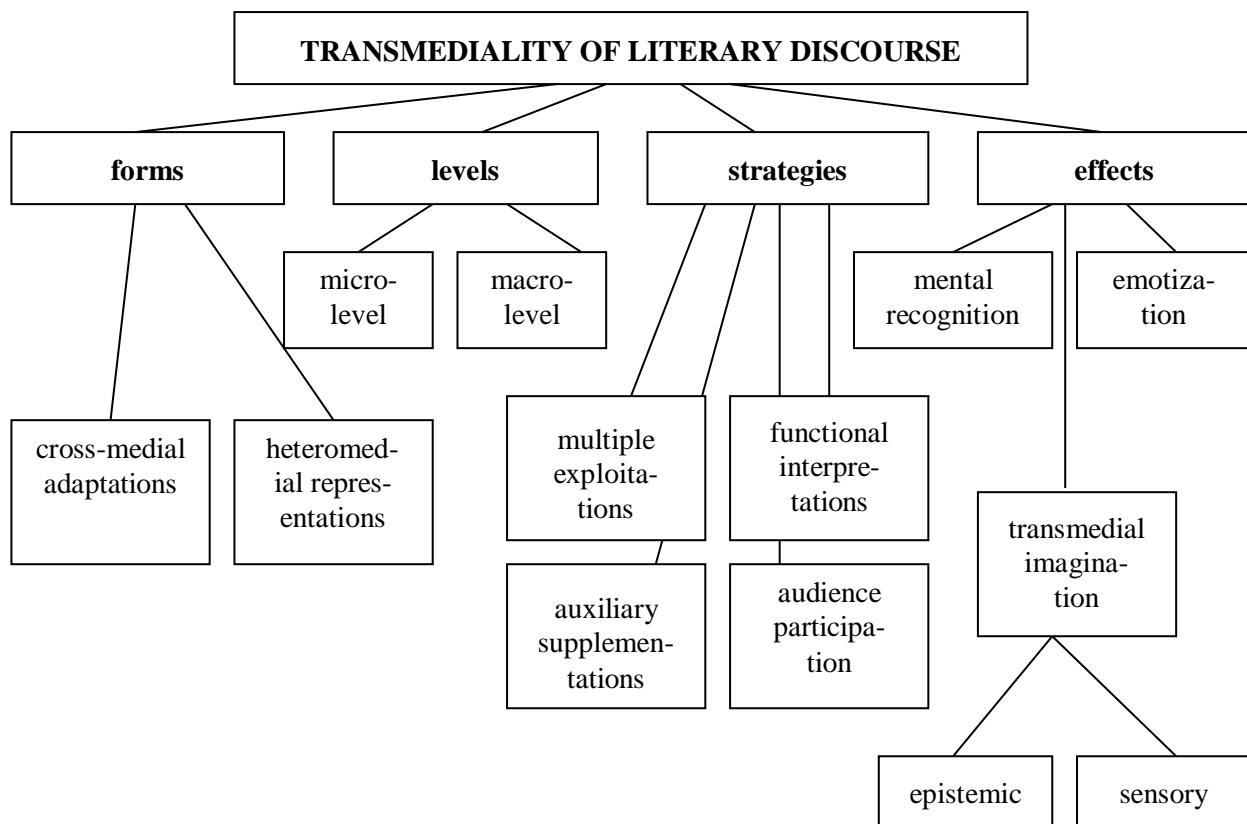 TRANSMEDIALITY OF LITERARY DISCOURSE
forms
levels
strategies
effects
micro-
level
macro-
level
mental
recognition
emotiza-
tion
cross-medial
adaptations
heteromed-
ial repres-
entations
multiple
exploita-
tions
functional
interpre-
tations
auxiliary
supplemen-
tations
audience
participa-
tion
transmedial
imagina-
tion
epistemic
sensory